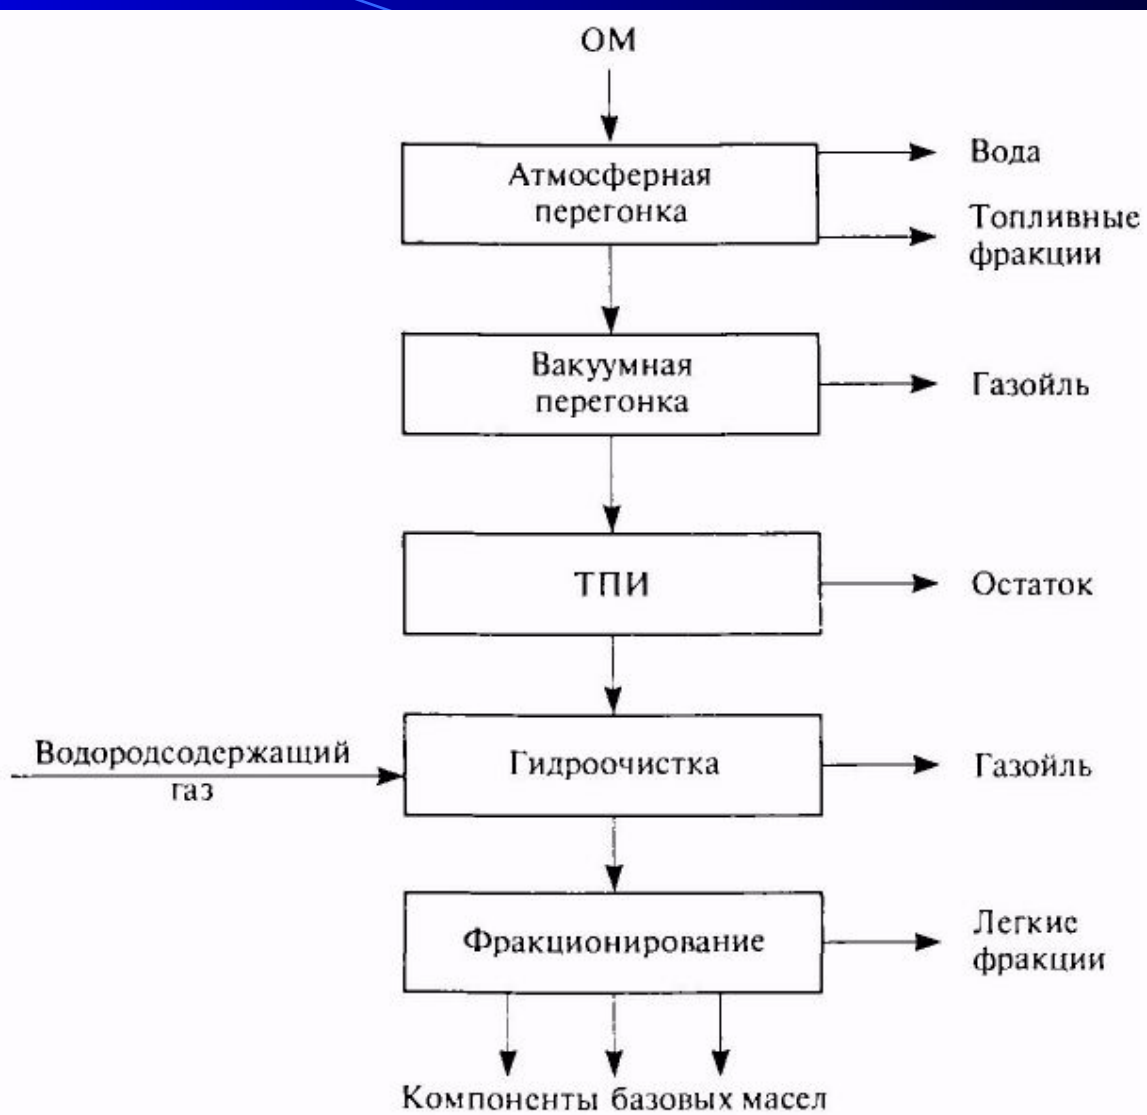 ОМ
Атмосферная
перегонка
Вода
Топливные
фракции
Вакуумная
перегонка
Газойль
ТПИ
Остаток
Водородсодержащий
газ
Гидроочистка
Газойль
Фракционирование
Легкие
фракции
Компоненты базовых масел